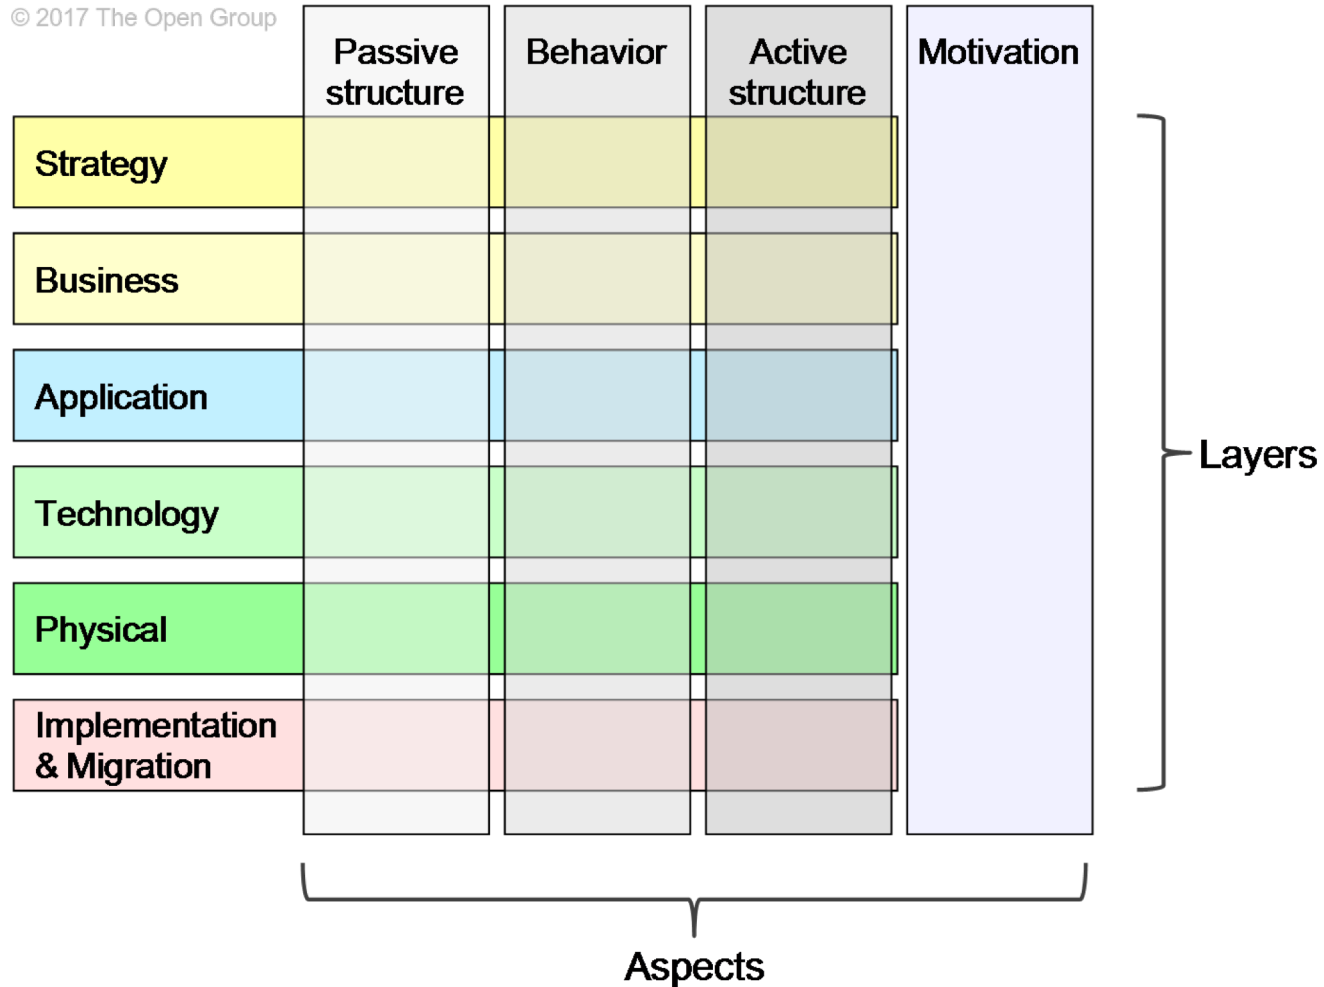 © 2017 The Open Group
Passive
structure
Behavior
Active
structure
Motivation
Strategy
Business
Application
Technology
Physical
Implementation
& Migration
Layers
Aspects